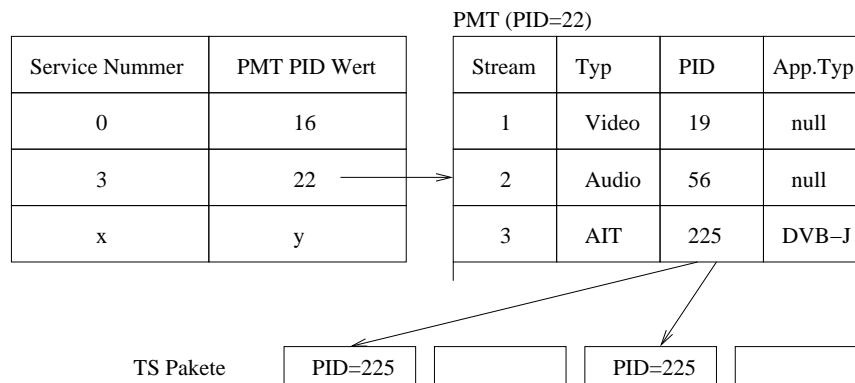 PMT (PID=22)
Service Nummer PMT PID Wert
0 16
3 22
x y
Stream Typ PID App.Typ
1 Video 19 null
2 Audio 56 null
3 AIT 225 DVB−J
TS Pakete PID=225 PID=225